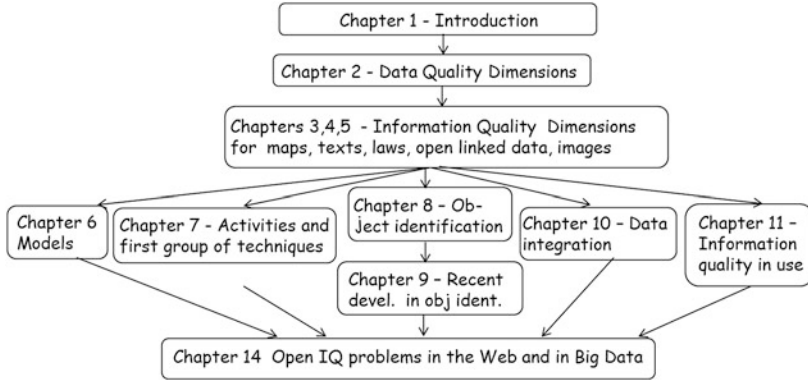 Chapter 1 - Introduction
Chapter 2 - Data Quality Dimensions
Chapters 3,4,5 - Information Quality Dimensions
for maps, texts, laws, open linked data, images
Chapter 6
Models
Chapter 7 - Activities and
first group of techniques
Chapter 8 - Ob-
ject identification
Chapter 10 - Data
integration
Chapter 11 -
Information
quality in use
Chapter 9 - Recent
devel. in obj ident.
Chapter 14 Open IQ problems in the Web and in Big Data